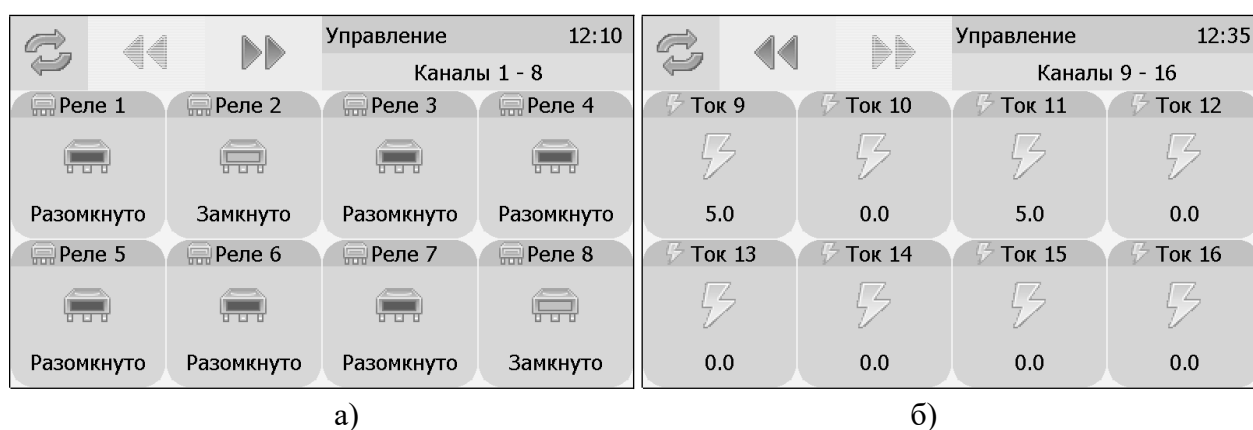 Управление 12:10
Каналы 1 - 8
Реле 1 Реле 2 Реле 3 Реле 4
Разомкнуто Замкнуто Разомкнуто Разомкнуто
Реле 5 Реле 6 Реле 7 Реле 8
Разомкнуто Разомкнуто Разомкнуто Замкнуто
а)
Управление 12:35
Каналы 9 - 16
Ток 9 Ток 10 Ток 11 Ток 12
5.0 0.0 5.0 0.0
Ток 13 Ток 14 Ток 15 Ток 16
0.0 0.0 0.0 0.0
б)